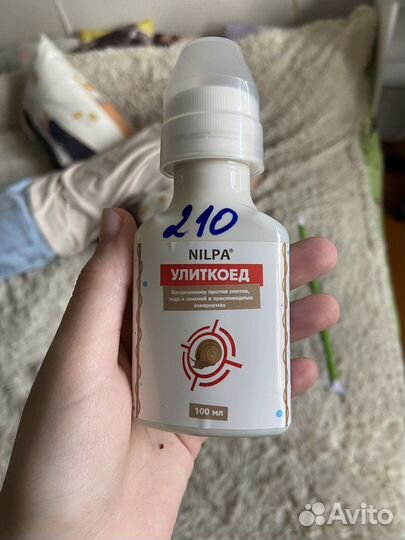 210
NILPA®
УЛИТКОЕД
Кондиционер против улиток,
гидр и планарий в пресноводных
аквариумах
100 мл
Avito